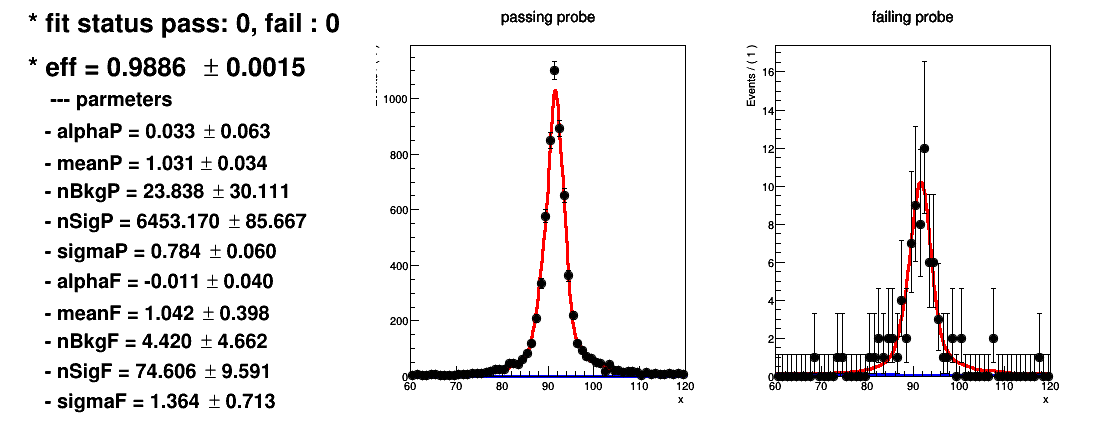 * fit status pass: 0, fail : 0
* eff = 0.9886 ± 0.0015
--- parmeters
- alphaP = 0.033 ± 0.063
- meanP = 1.031 ± 0.034
- nBkgP = 23.838 ± 30.111
- nSigP = 6453.170 ± 85.667
- sigmaP = 0.784 ± 0.060
- alphaF = -0.011 ± 0.040
- meanF = 1.042 ± 0.398
- nBkgF = 4.420 ± 4.662
- nSigF = 74.606 ± 9.591
- sigmaF = 1.364 ± 0.713
passing probe
1000
800
600
400
200
0
60 70 80 90 100 110 120
x
failing probe
Events / ( 1 )
16
14
12
10
8
6
4
2
0
60 70 80 90 100 110 120
x